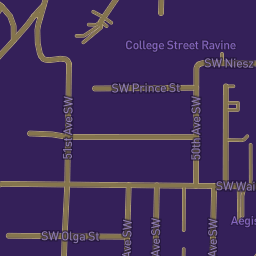 College Street Ravine
SW Niesz
SW Prince St
51st Ave SW
50th Ave SW
SW Wai
Aegis
SW Olga St
Ave SW
Ave SW
Ave SW